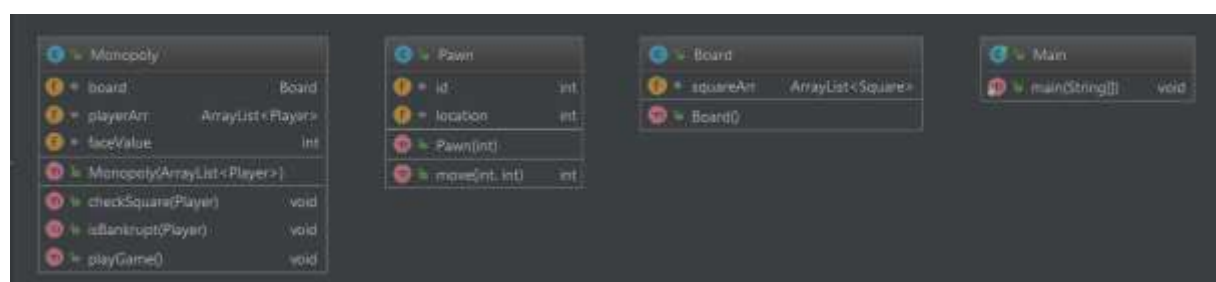 Monopoly
board Board
playerArr ArrayList<Player>
faceValue int
Monopoly(ArrayList<Player>)
checkSquare(Player) void
isBankrupt(Player) void
playGame() void
Pawn
id int
location int
Pawn(int)
move(int, int) int
Board
squareArr ArrayList<Square>
Board()
Main
main(String[]) void